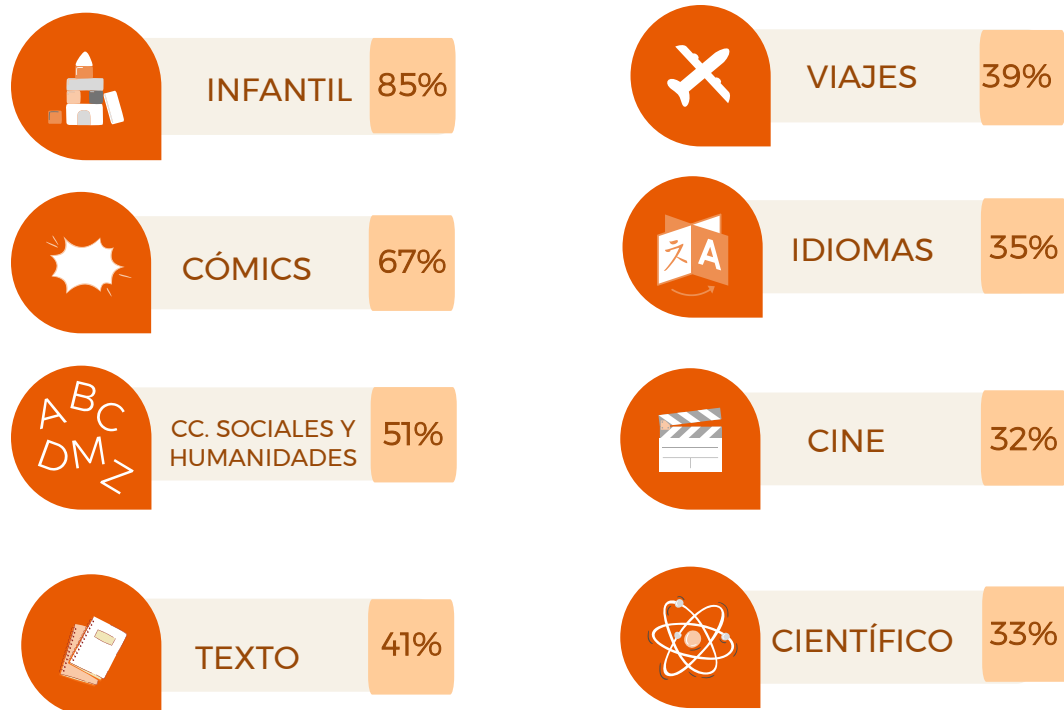 INFANTIL 85%
CÓMICS 67%
CC. SOCIALES Y
HUMANIDADES 51%
TEXTO 41%
VIAJES 39%
IDIOMAS 35%
CINE 32%
CIENTÍFICO 33%
A B C
D M Z
A